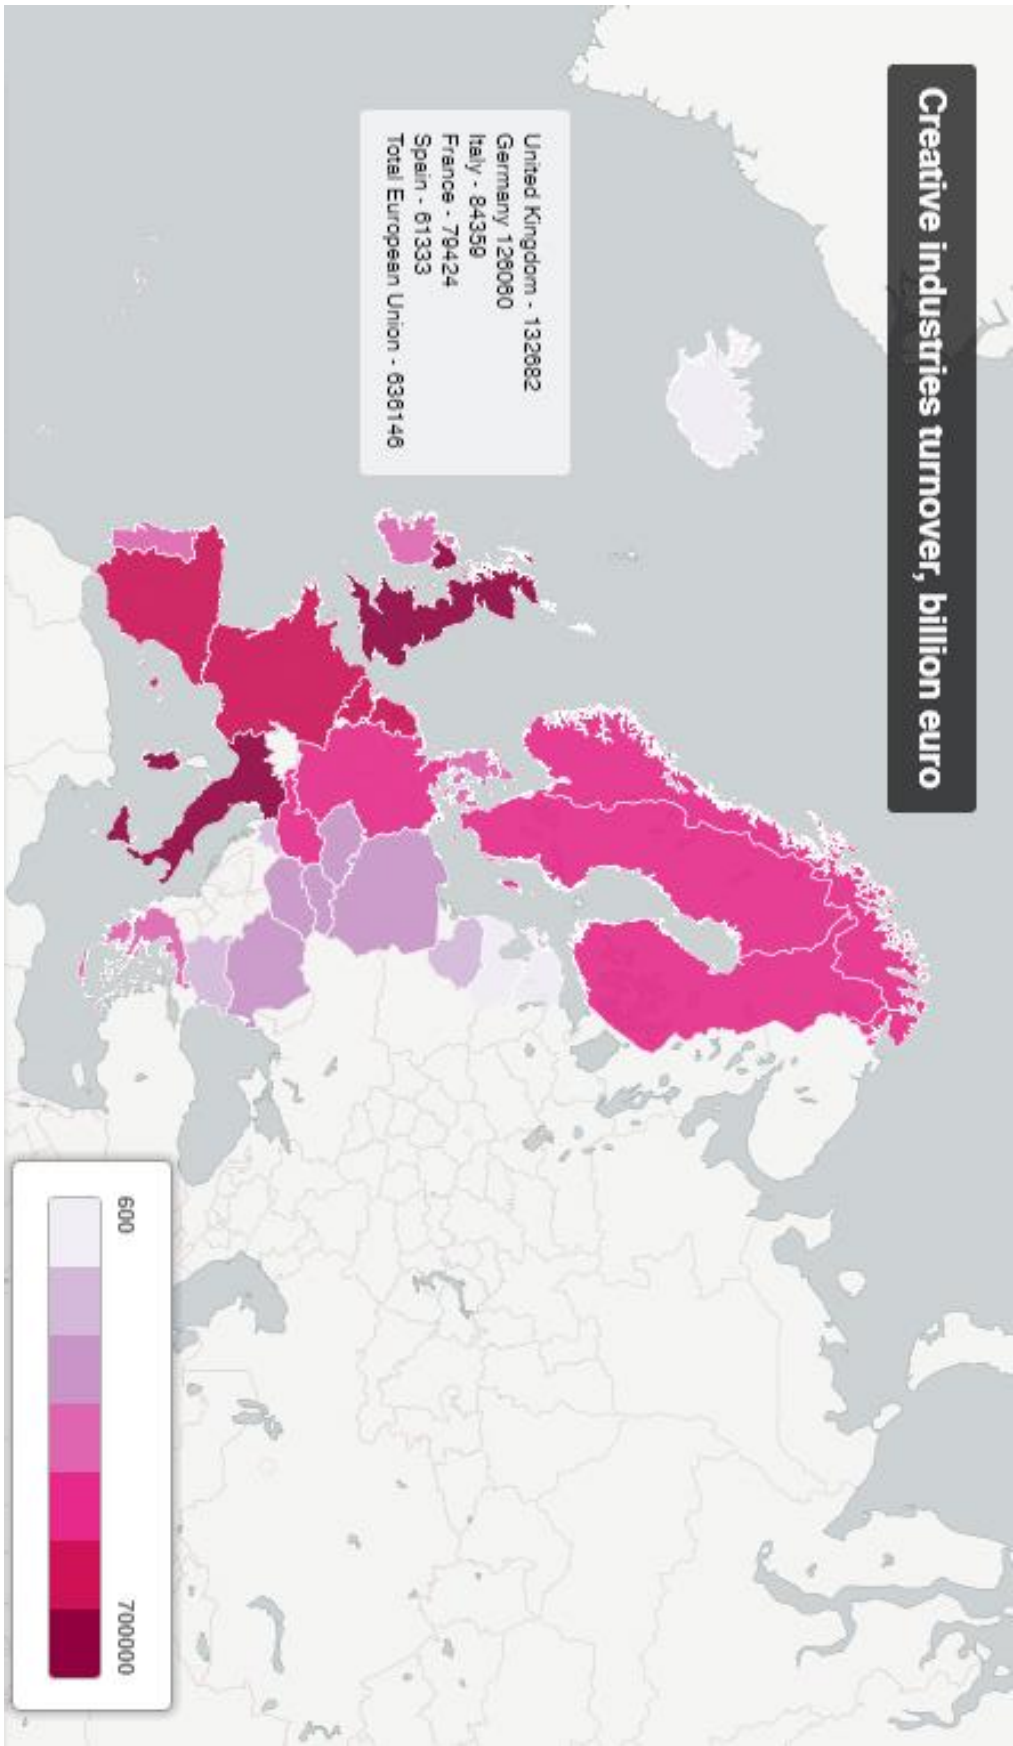 Creative industries turnover, billion euro
United Kingdom - 132682
Germany 126060
Italy - 84359
France - 79424
Spain - 61333
Total European Union - 636146
600
700000